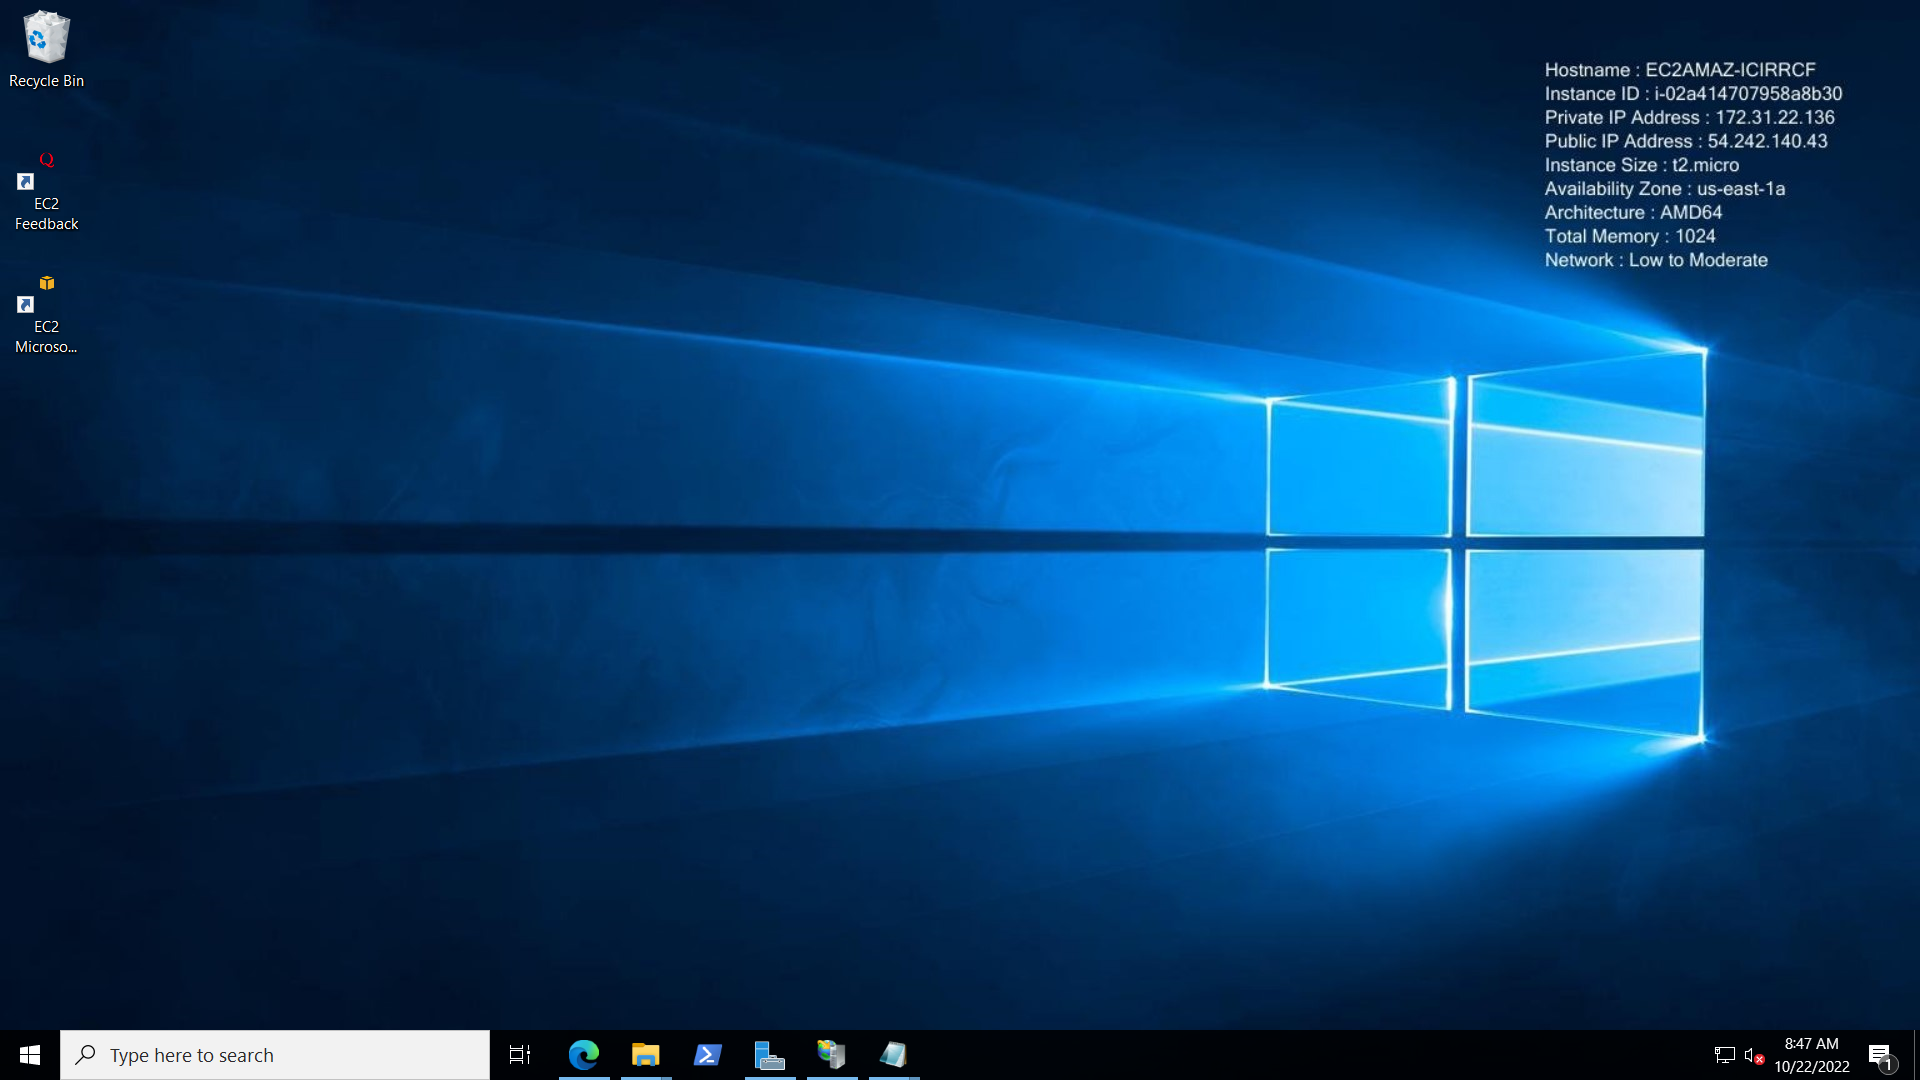 Recycle Bin
EC2
Feedback
EC2
Microso...
Hostname : EC2AMAZ-ICIRRCF
Instance ID : i-02a414707958a8b30
Private IP Address : 172.31.22.136
Public IP Address : 54.242.140.43
Instance Size : t2.micro
Availability Zone : us-east-1a
Architecture : AMD64
Total Memory : 1024
Network : Low to Moderate
Type here to search
8:47 AM
10/22/2022
1